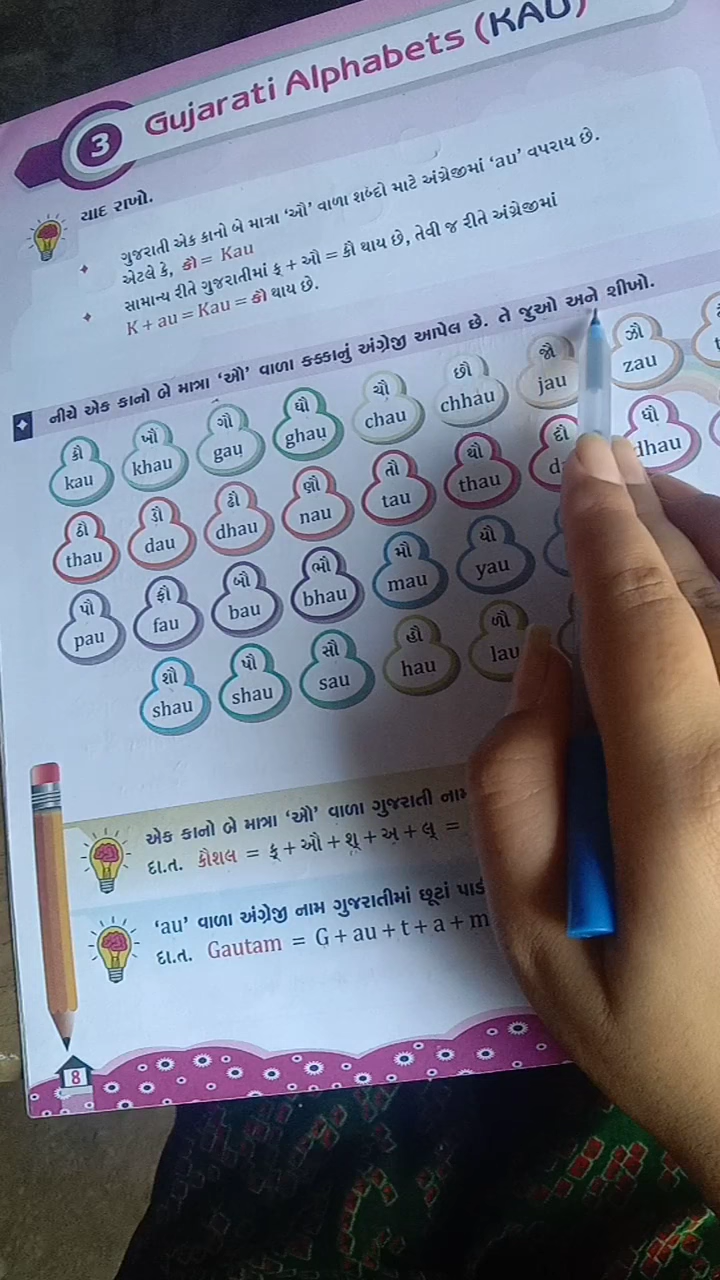 3
Gujarati Alphabets (KAU)
યાદ રાખો.
ગુજરાતી એક કાનો બે માત્રા ‘ઔ’ વાળા શબ્દો માટે અંગ્રેજીમાં ‘au’ વપરાય છે.
એટલે કે, કૌ = Kau
સામાન્ય રીતે ગુજરાતીમાં ક્ + ઔ = કૌ થાય છે, તેવી જ રીતે અંગ્રેજીમાં
K + au = Kau = કૌ થાય છે.
નીચે એક કાનો બે માત્રા ‘ઔ’ વાળા કક્કાનું અંગ્રેજી આપેલ છે. તે જુઓ અને શીખો.
કૌ ખૌ ગૌ ઘૌ ચૌ છૌ જૌ ઝૌ
kau khau gau ghau chau chhau jau zau
ઠૌ ડૌ ઢૌ ણૌ તૌ થૌ દૌ ધૌ
thau dau dhau nau tau thau dhau
પૌ ફૌ બૌ ભૌ મૌ યૌ
pau fau bau bhau mau yau
શૌ ષૌ સૌ હૌ ળૌ
shau shau sau hau lau
એક કાનો બે માત્રા ‘ઔ’ વાળા ગુજરાતી
દા.ત. કૌશલ = ક્ + ઔ + શ્ + અ + લ્ =
‘au’ વાળા અંગ્રેજી નામ ગુજરાતીમાં છૂટાં
દા.ત. Gautam = G + au + t + a + m
8